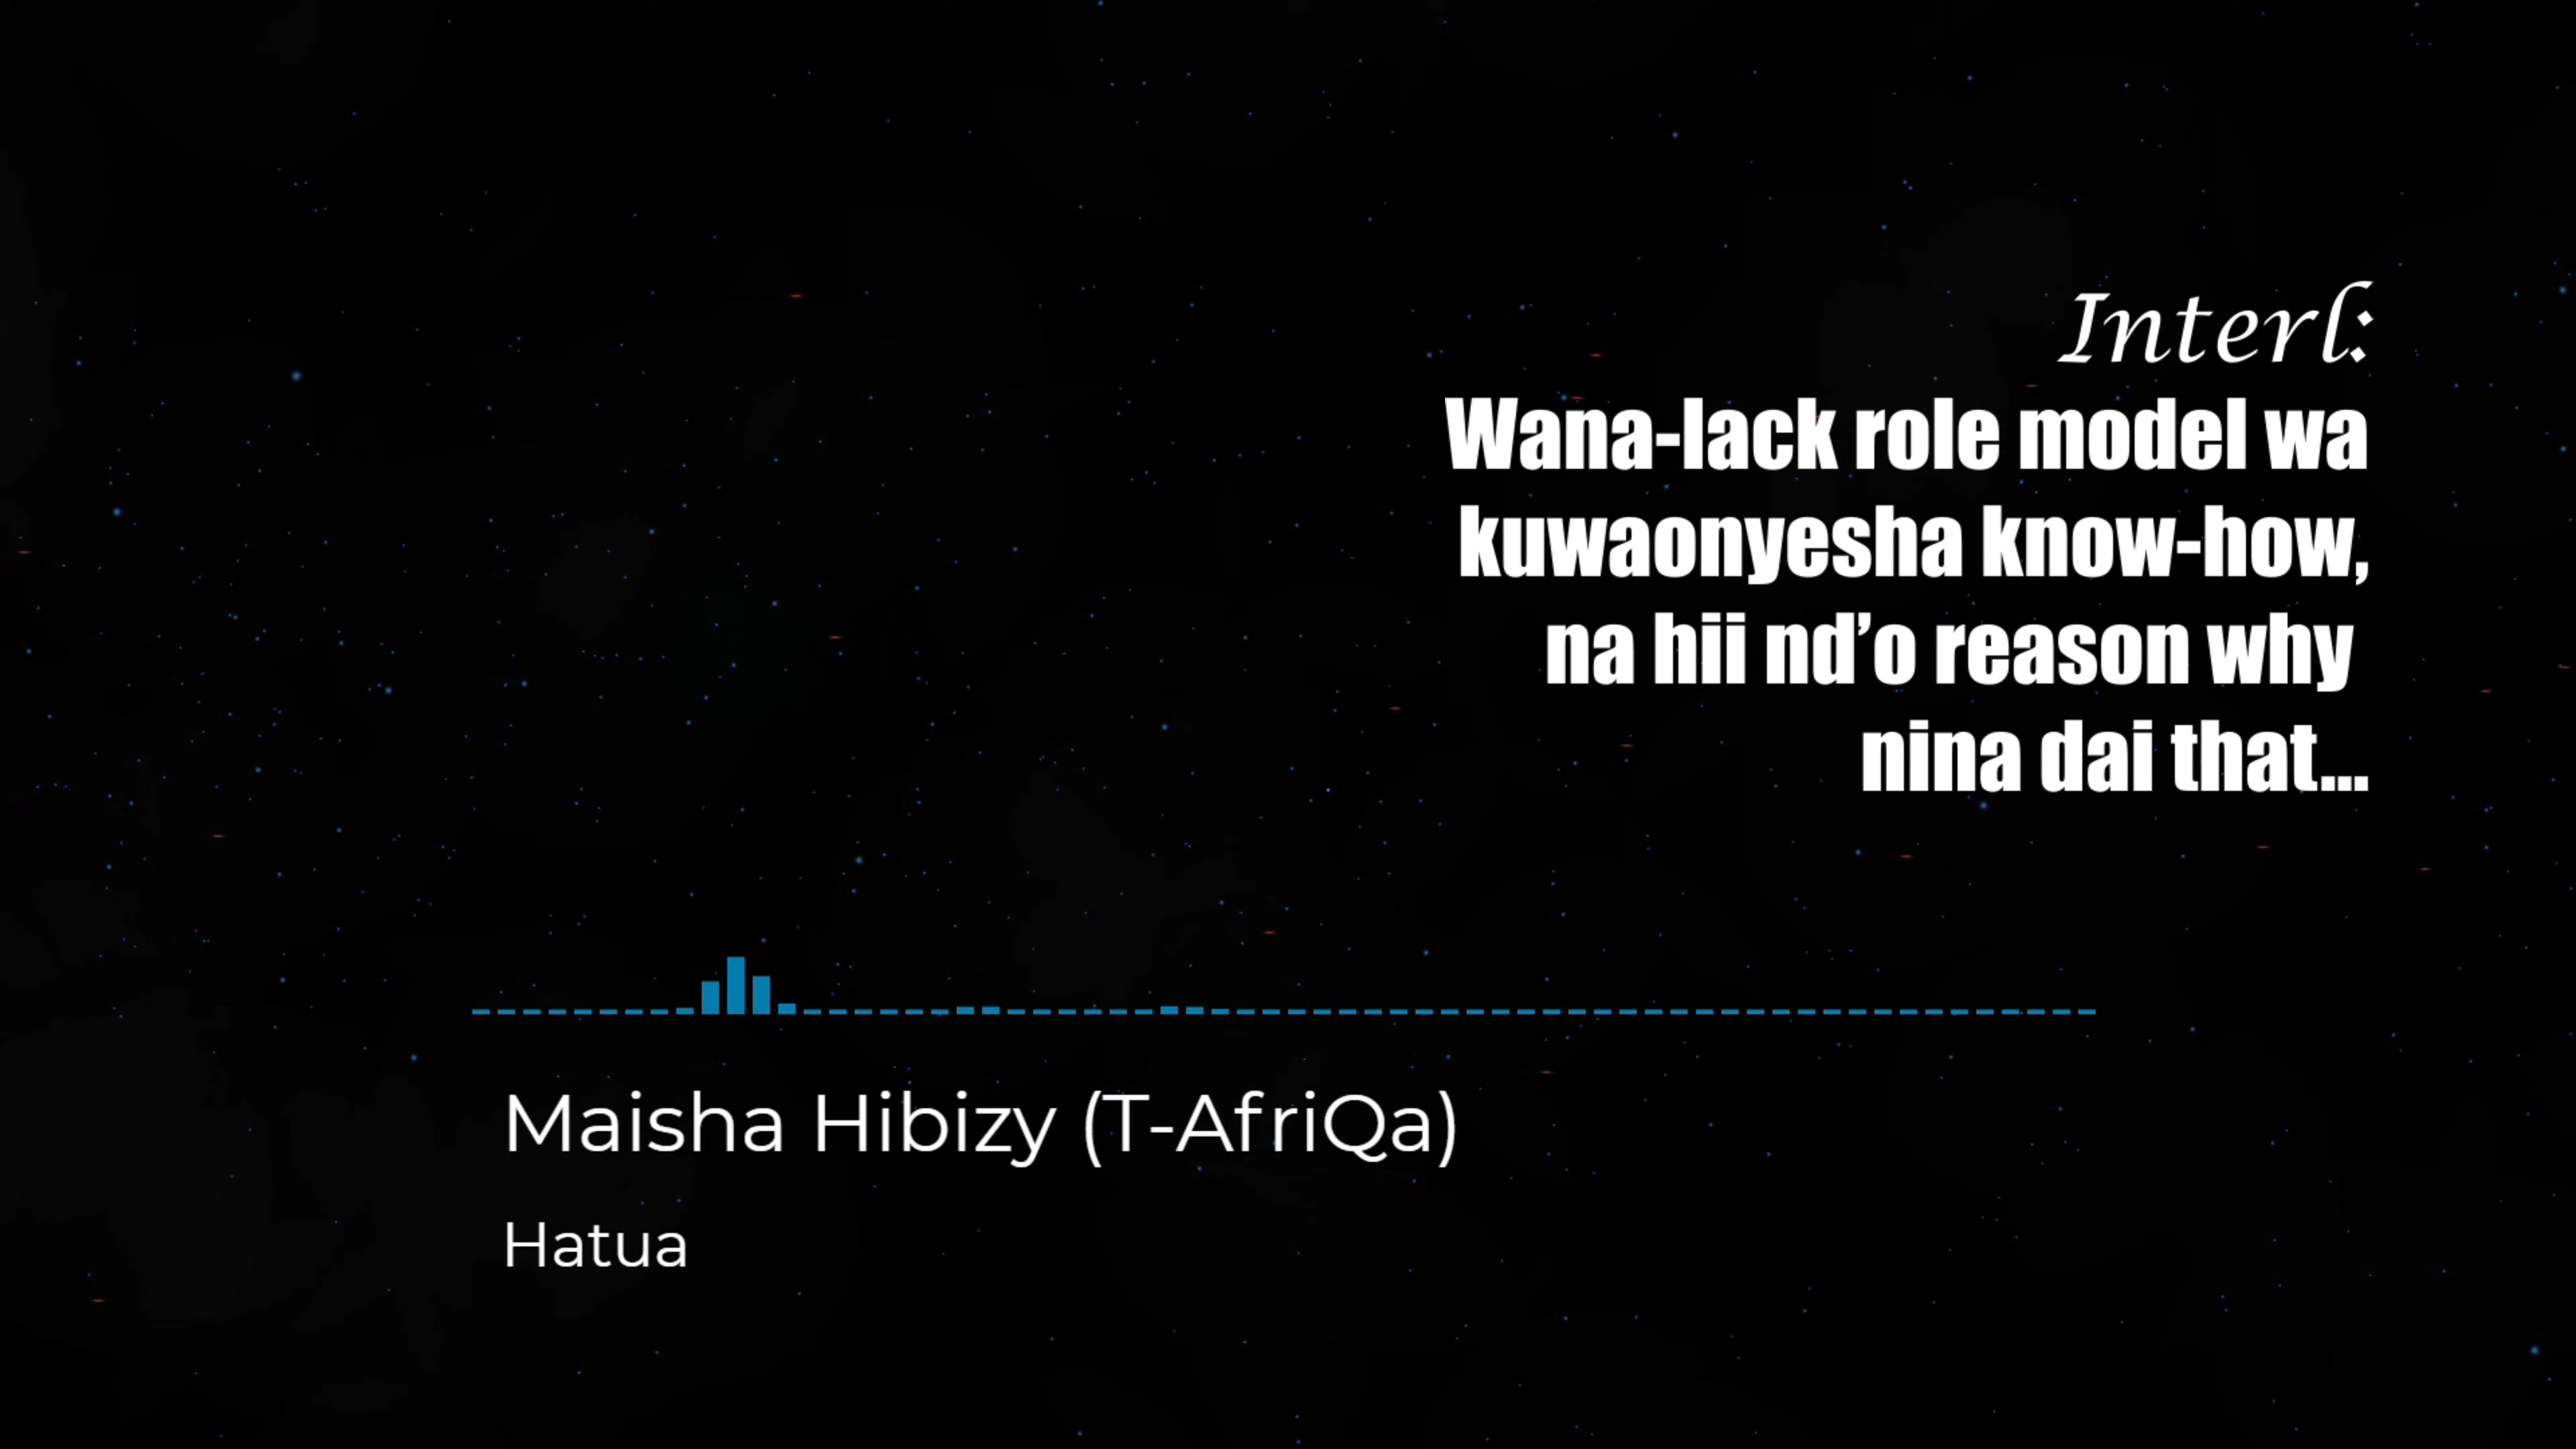 Interl:
Wana-lack role model wa
kuwaonyesha know-how,
na hii nd’o reason why
nina dai that...
Maisha Hibizy (T-AfriQa)
Hatua